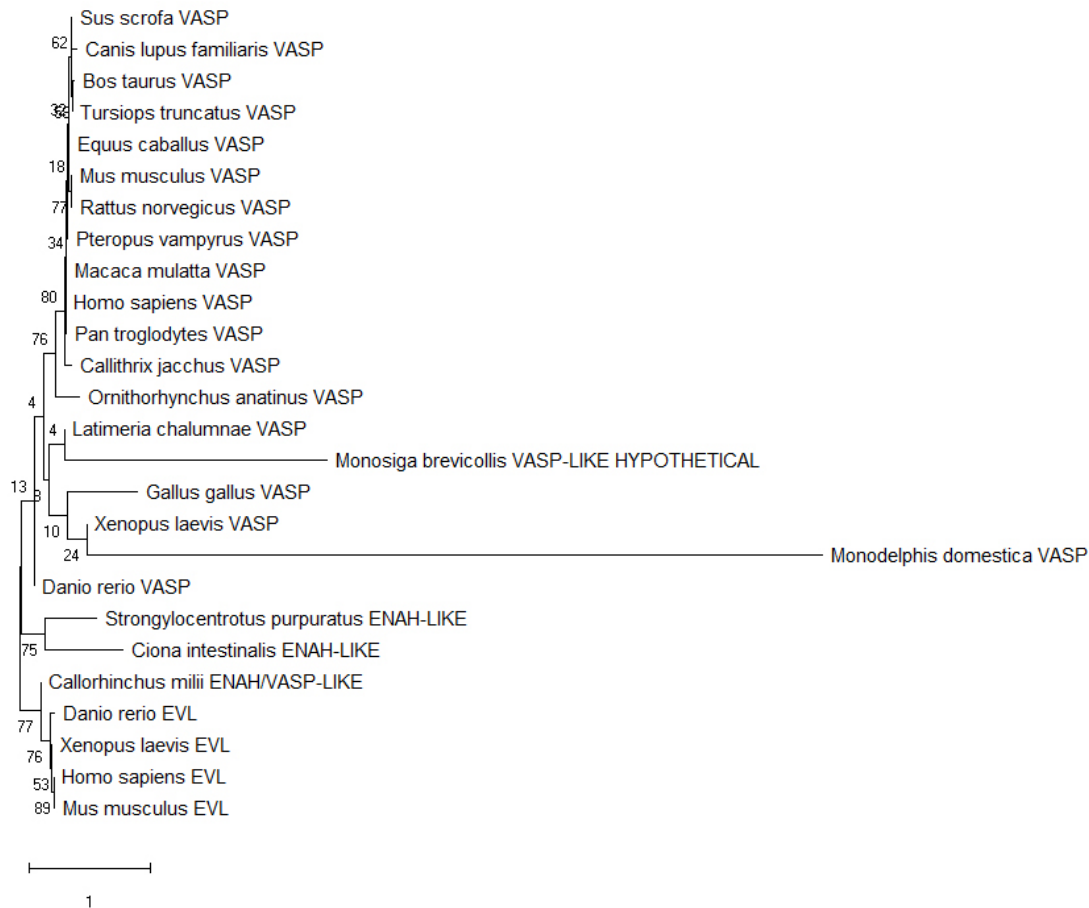 Sus scrofa VASP
62
Canis lupus familiaris VASP
Bos taurus VASP
Tursiops truncatus VASP
Equus caballus VASP
18
Mus musculus VASP
77
Rattus norvegicus VASP
34
Pteropus vampyrus VASP
Macaca mulatta VASP
80
Homo sapiens VASP
76
Pan troglodytes VASP
Callithrix jacchus VASP
Ornithorhynchus anatinus VASP
4
4
Latimeria chalumnae VASP
Monosiga brevicollis VASP-LIKE HYPOTHETICAL
13
Gallus gallus VASP
10
Xenopus laevis VASP
24
Monodelphis domestica VASP
Danio rerio VASP
Strongylocentrotus purpuratus ENAH-LIKE
75
Ciona intestinalis ENAH-LIKE
Callorhinchus milii ENAH/VASP-LIKE
77
Danio rerio EVL
76
Xenopus laevis EVL
53
Homo sapiens EVL
89
Mus musculus EVL
1